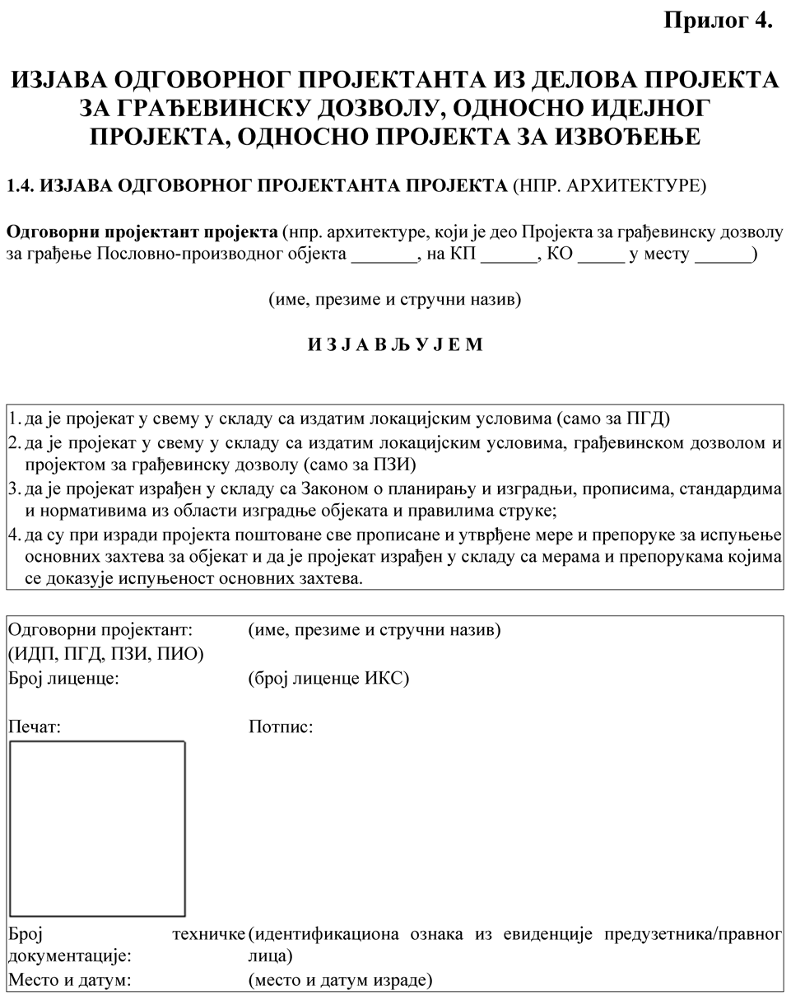 Прилог 4.
ИЗЈАВА ОДГОВОРНОГ ПРОЈЕКТАНТА ИЗ ДЕЛОВА ПРОЈЕКТА
ЗА ГРАЂЕВИНСКУ ДОЗВОЛУ, ОДНОСНО ИДЕЈНОГ
ПРОЈЕКТА, ОДНОСНО ПРОЈЕКТА ЗА ИЗВОЂЕЊЕ
1.4. ИЗЈАВА ОДГОВОРНОГ ПРОЈЕКТАНТА ПРОЈЕКТА (НПР. АРХИТЕКТУРЕ)
Одговорни пројектант пројекта (нпр. архитектуре, који је део Пројекта за грађевинску дозволу
за грађење Пословно-производног објекта _______, на КП ______, КО _____ у месту ______)
(име, презиме и стручни назив)
И З Ј А В Љ У Ј Е М
1. да је пројекат у свему у складу са издатим локацијским условима (само за ПГД)
2. да је пројекат у свему у складу са издатим локацијским условима, грађевинском дозволом и
пројектом за грађевинску дозволу (само за ПЗИ)
3. да је пројекат израђен у складу са Законом о планирању и изградњи, прописима, стандардима
и нормативима из области изградње објеката и правилима струке;
4. да су при изради пројекта поштоване све прописане и утврђене мере и препоруке за испуњење
основних захтева за објекат и да је пројекат израђен у складу са мерама и препорукама којима
се доказује испуњеност основних захтева.
Одговорни пројектант: (име, презиме и стручни назив)
(ИДП, ПГД, ПЗИ, ПИО)
Број лиценце: (број лиценце ИКС)
Печат: Потпис:
Број техничке (идентификациона ознака из евиденције предузетника/правног
документације: лица)
Место и датум: (место и датум израде)